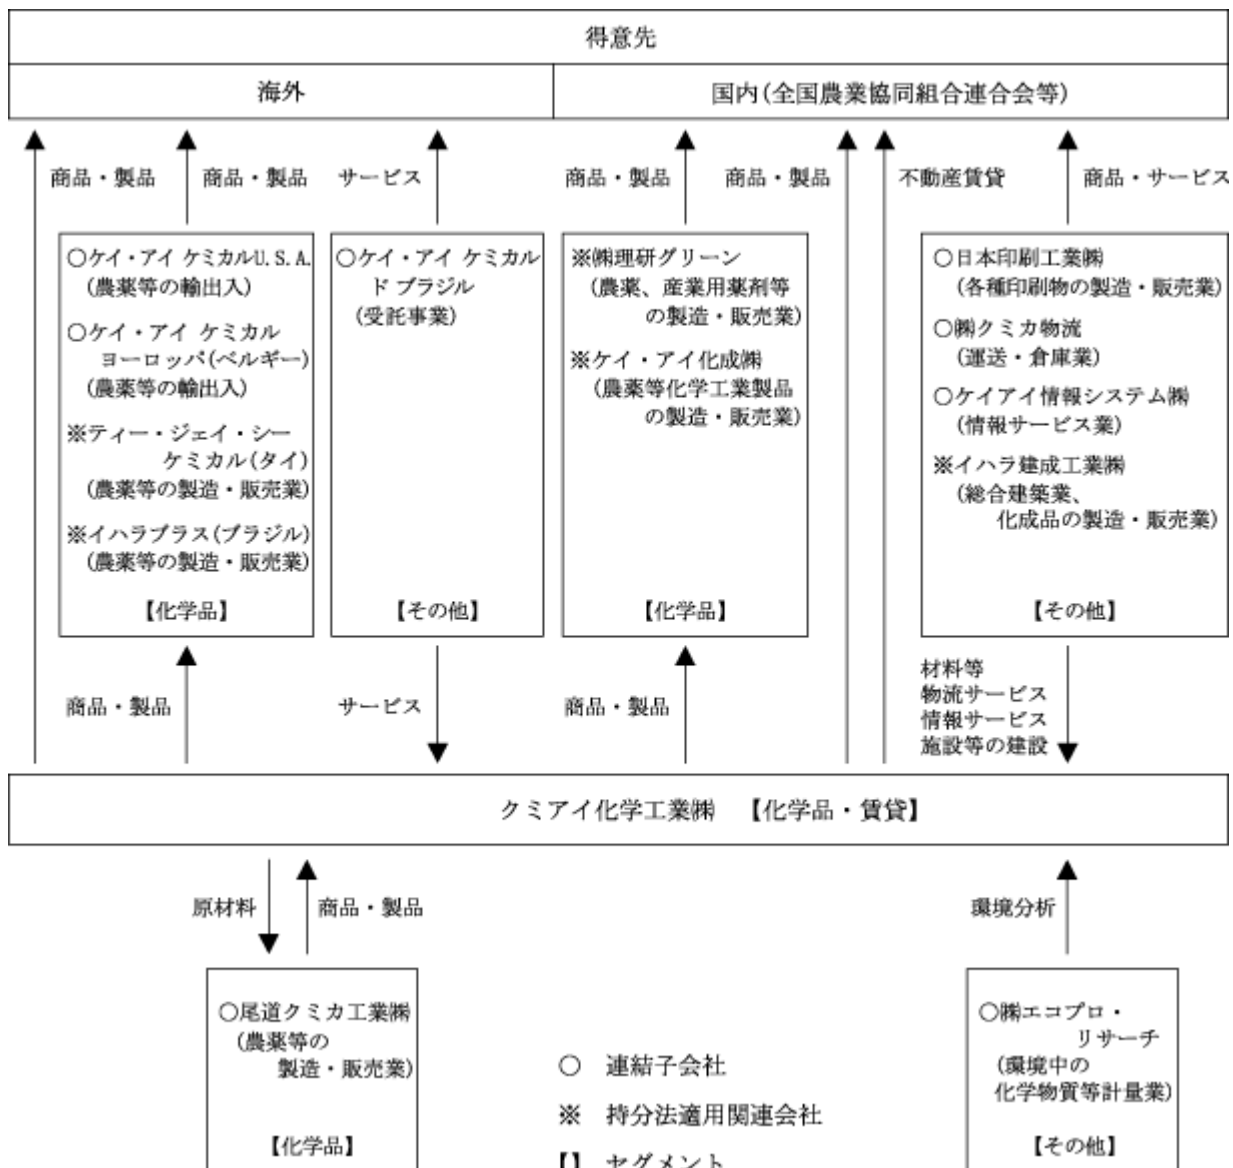 得意先
海外
国内(全国農業協同組合連合会等)
商品・製品
商品・製品
サービス
商品・製品
商品・製品
不動産賃貸
商品・サービス
○ケイ・アイ ケミカルU.S.A.
(農薬等の輸出入)
○ケイ・アイ ケミカル
ヨーロッパ(ベルギー)
(農薬等の輸出入)
※ティー・ジェイ・シー
ケミカル(タイ)
(農薬等の製造・販売業)
※イハラブラス(ブラジル)
(農薬等の製造・販売業)
【化学品】
○ケイ・アイ ケミカル
ド ブラジル
(受託事業)
【その他】
※㈱理研グリーン
(農薬、産業用薬剤等
の製造・販売業)
※ケイ・アイ化成㈱
(農薬等化学工業製品
の製造・販売業)
【化学品】
○日本印刷工業㈱
(各種印刷物の製造・販売業)
○㈱クミカ物流
(運送・倉庫業)
○ケイアイ情報システム㈱
(情報サービス業)
※イハラ建成工業㈱
(総合建築業、
化成品の製造・販売業)
【その他】
商品・製品
サービス
商品・製品
材料等
物流サービス
情報サービス
施設等の建設
クミアイ化学工業㈱ 【化学品・賃貸】
原材料
商品・製品
環境分析
○尾道クミカ工業㈱
(農薬等の
製造・販売業)
【化学品】
○ 連結子会社
※ 持分法適用関連会社
【】 セグメント
○㈱エコプロ・
リサーチ
(環境中の
化学物質等計量業)
【その他】